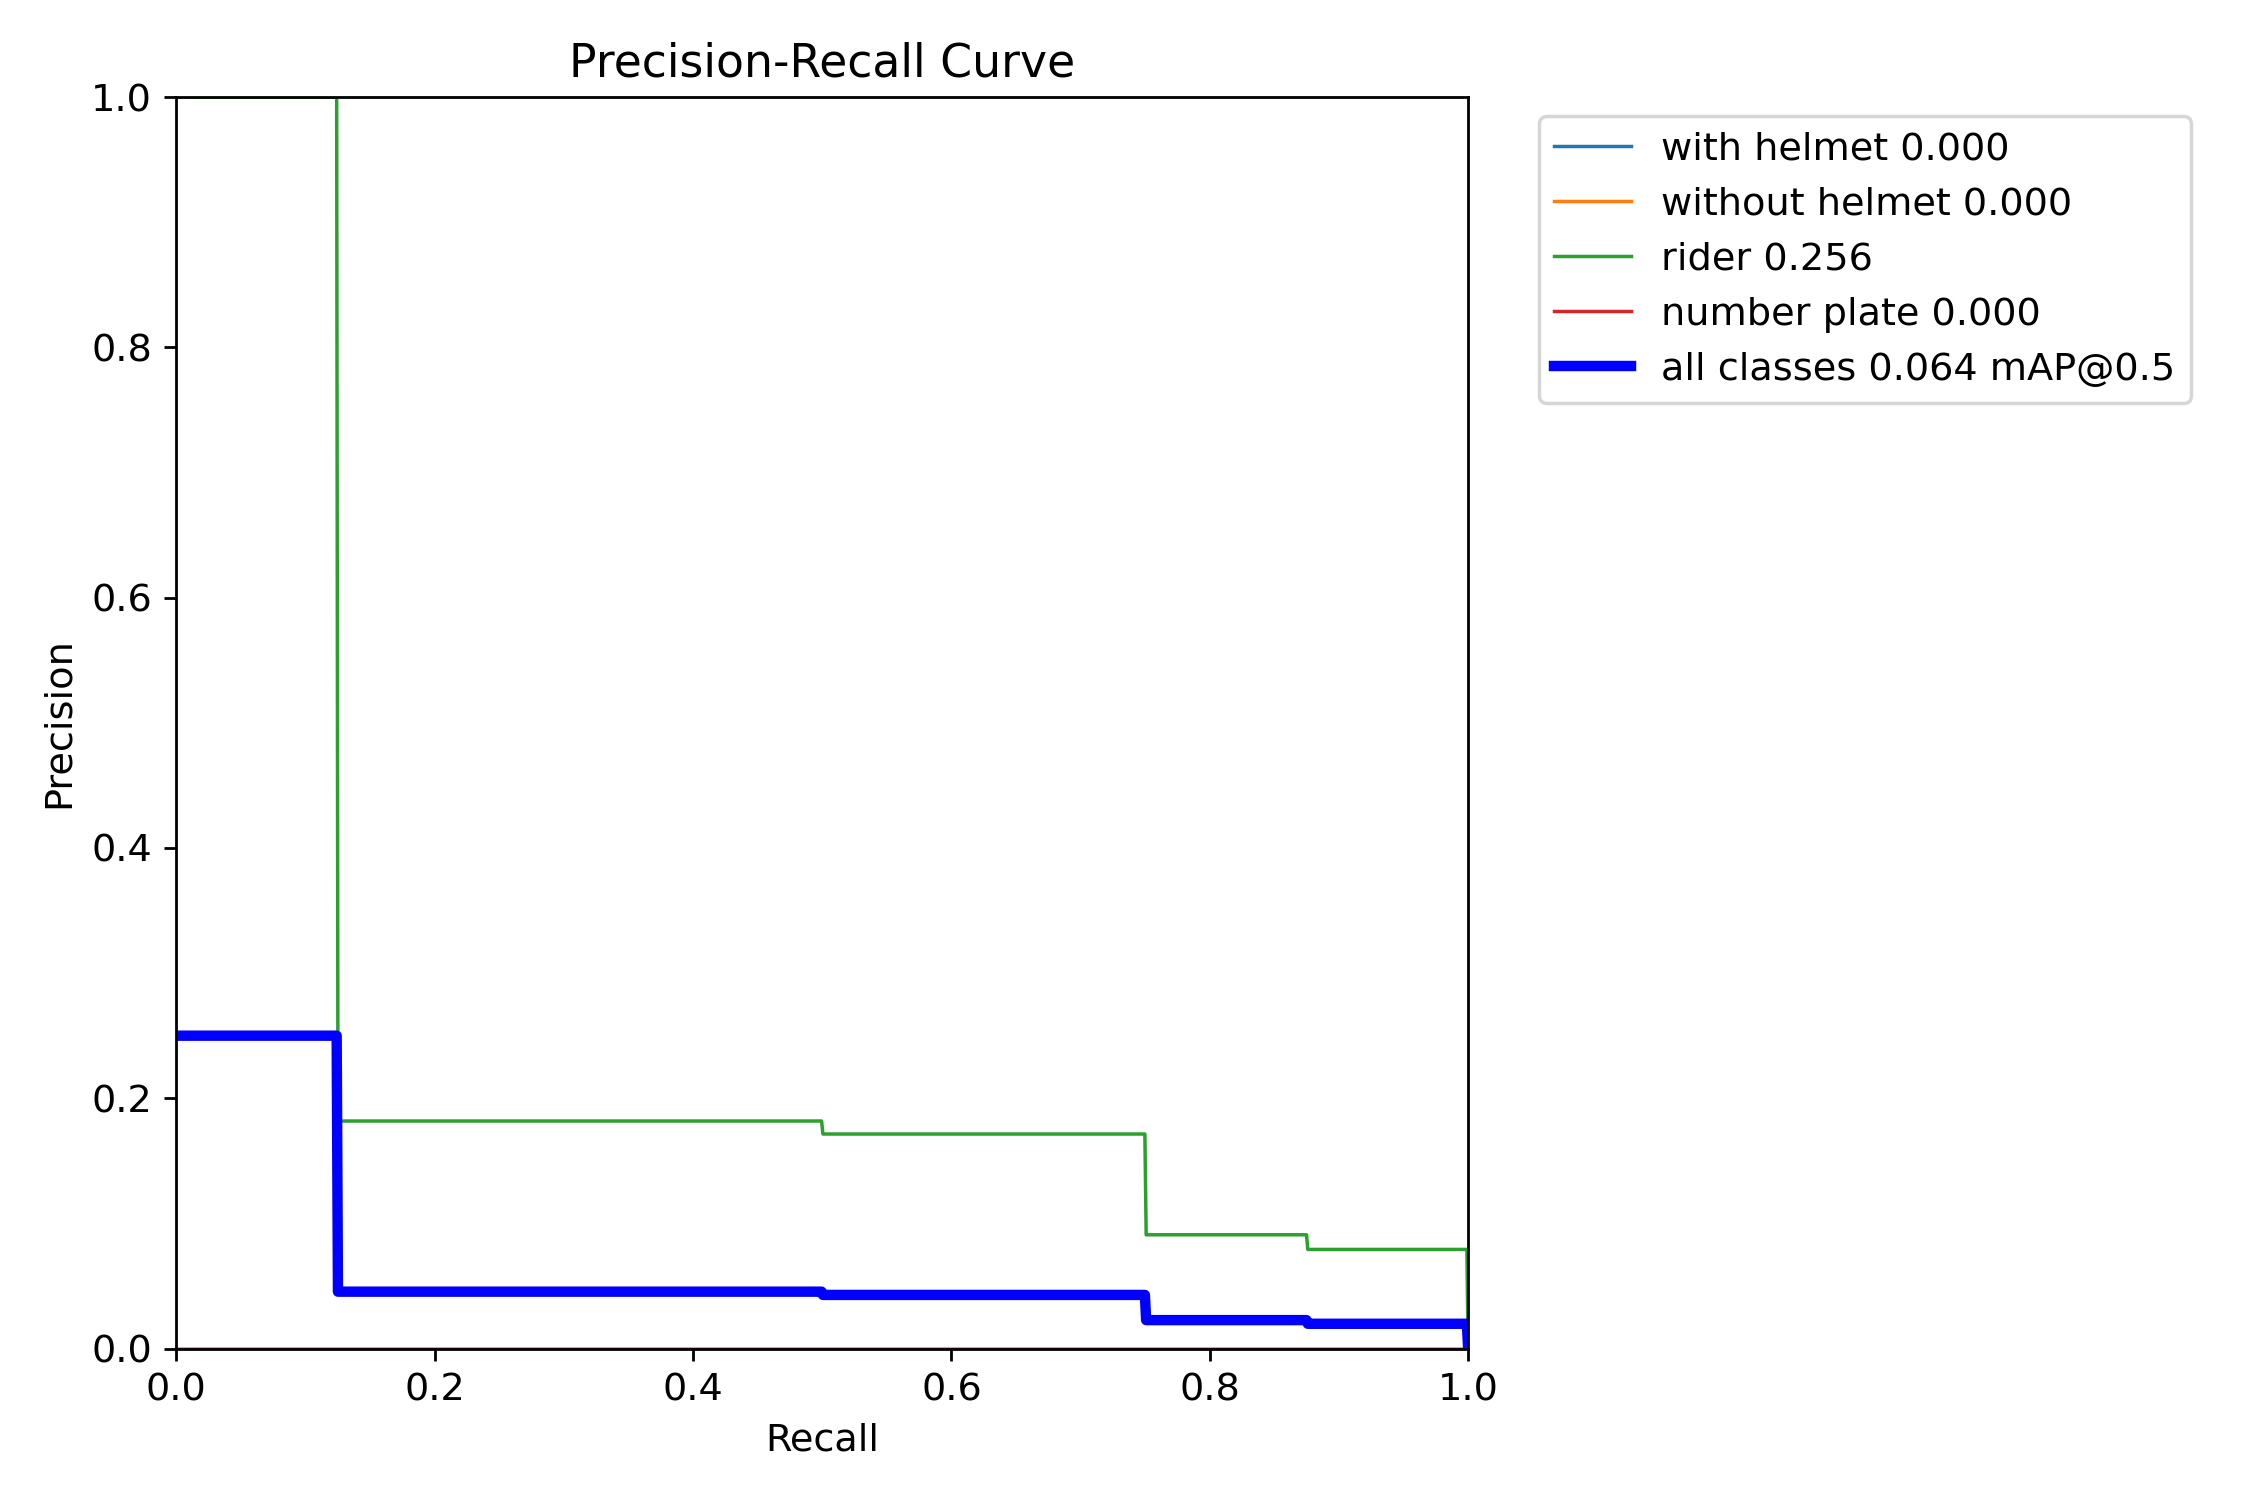 Precision-Recall Curve
1.0
0.8
0.6
0.4
0.2
0.0
Precision
0.0 0.2 0.4 0.6 0.8 1.0
Recall
with helmet 0.000
without helmet 0.000
rider 0.256
number plate 0.000
all classes 0.064 mAP@0.5